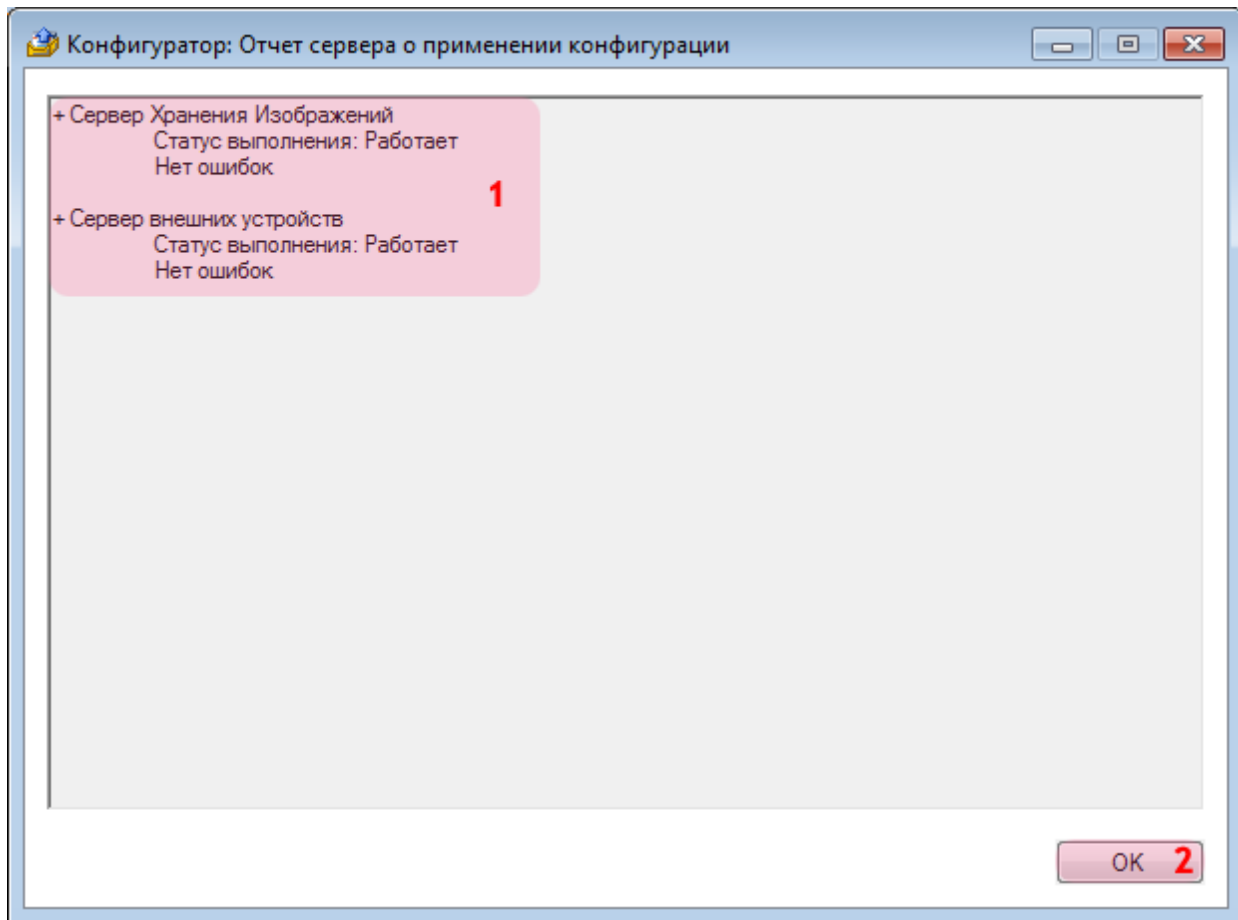 Конфигуратор: Отчет сервера о применении конфигурации
+ Сервер Хранения Изображений
Статус выполнения: Работает
Нет ошибок
1
+ Сервер внешних устройств
Статус выполнения: Работает
Нет ошибок
OK 2